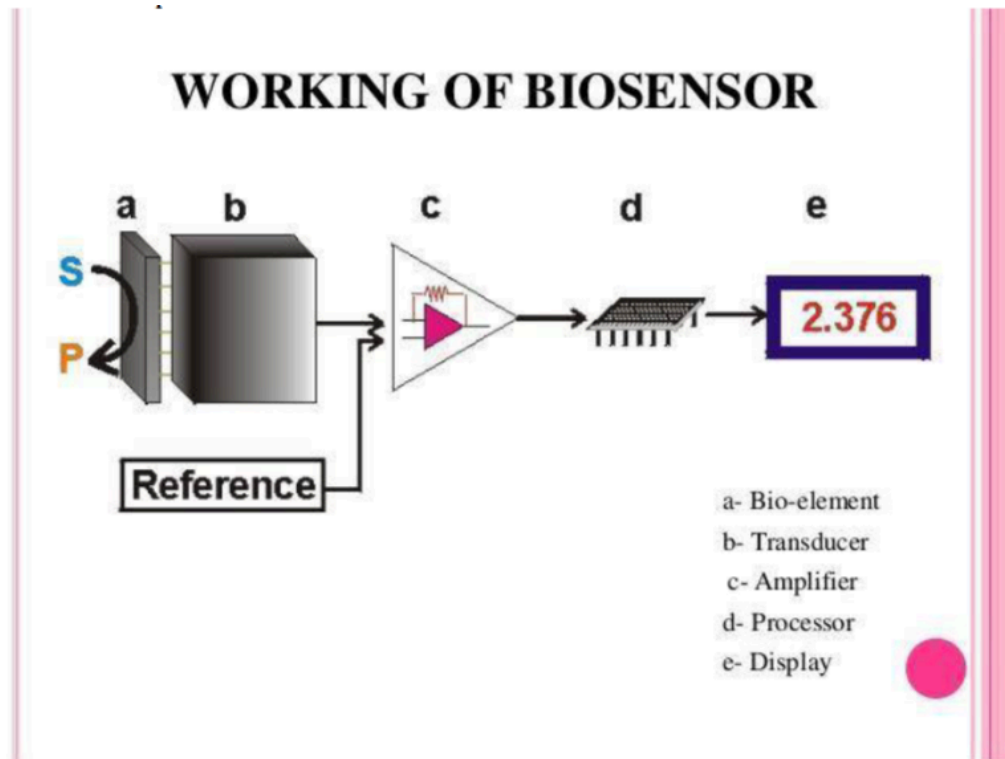 WORKING OF BIOSENSOR
a b c d e
S
P
2.376
Reference
a- Bio-element
b- Transducer
c- Amplifier
d- Processor
e- Display